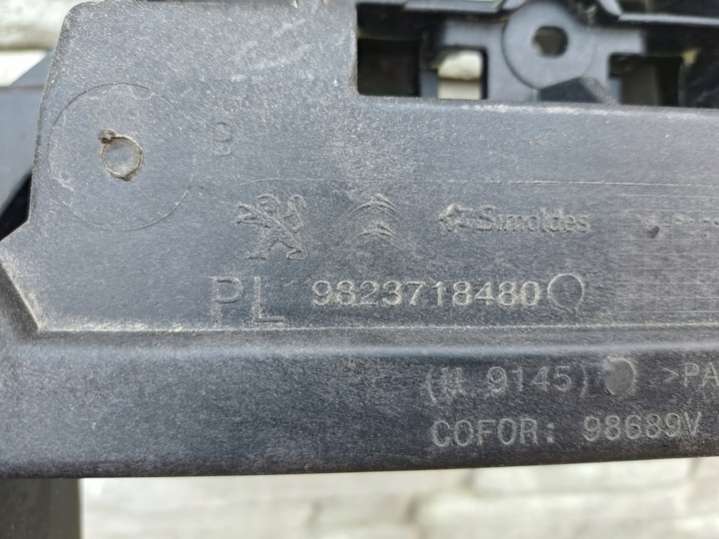 9
Simoldes
PL 9823718480
(M 9145) >PA
COFOR: 98689V